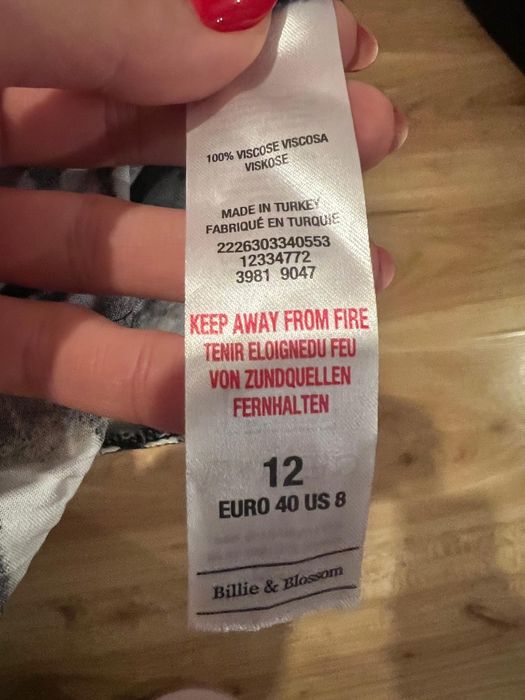 100% VISCOSE VISCOSA
VISKOSE
MADE IN TURKEY
FABRIQUÉ EN TURQUIE
2226303340553
12334772
3981 9047
KEEP AWAY FROM FIRE
TENIR ELOIGNEDU FEU
VON ZUNDQUELLEN
FERNHALTEN
12
EURO 40 US 8
Billie & Blossom